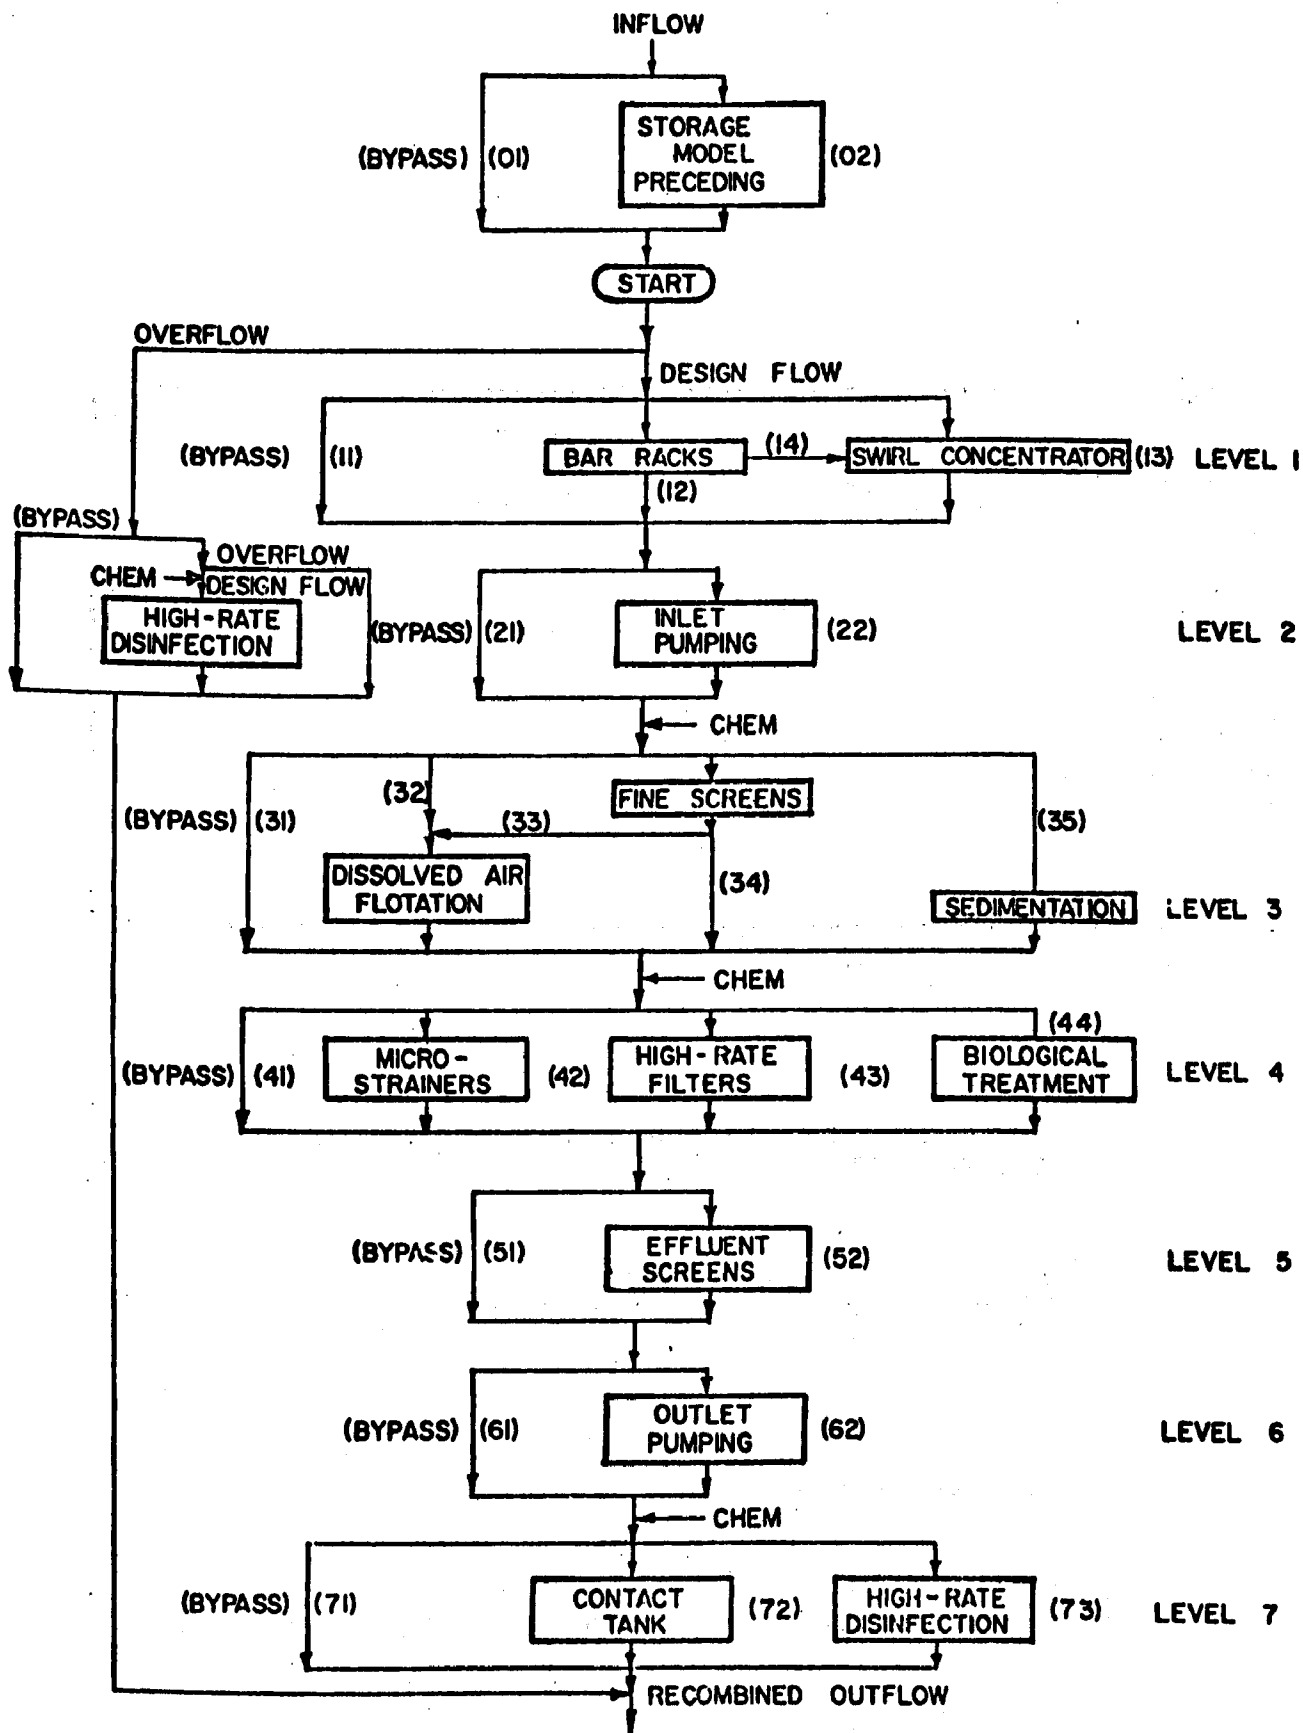 INFLOW
STORAGE
MODEL
PRECEDING
(BYPASS) (01)
(02)
START
OVERFLOW
DESIGN FLOW
(BYPASS) (11)
BAR RACKS
(14)
SWIRL CONCENTRATOR
(13)
LEVEL 1
(12)
(BYPASS)
OVERFLOW
CHEM
DESIGN FLOW
HIGH-RATE
DISINFECTION
(BYPASS) (21)
INLET
PUMPING
(22)
LEVEL 2
CHEM
(BYPASS) (31)
(32)
FINE SCREENS
(33)
(34)
(35)
DISSOLVED AIR
FLOTATION
SEDIMENTATION
LEVEL 3
CHEM
(BYPASS) (41)
MICRO-
STRAINERS
(42)
HIGH-RATE
FILTERS
(43)
(44)
BIOLOGICAL
TREATMENT
LEVEL 4
(BYPASS) (51)
EFFLUENT
SCREENS
(52)
LEVEL 5
(BYPASS) (61)
OUTLET
PUMPING
(62)
LEVEL 6
CHEM
(BYPASS) (71)
CONTACT
TANK
(72)
HIGH-RATE
DISINFECTION
(73)
LEVEL 7
RECOMBINED OUTFLOW